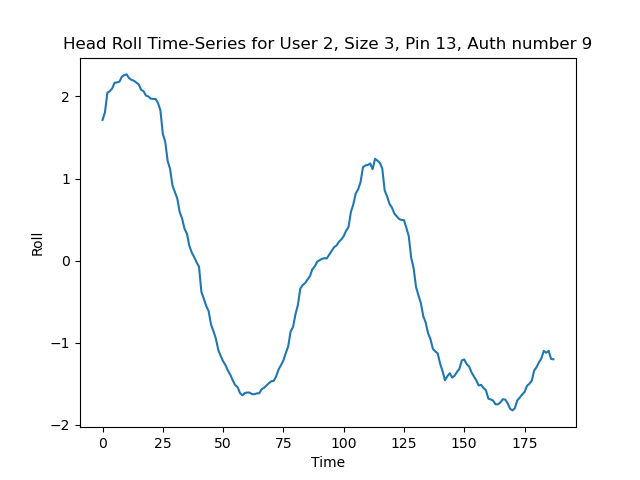 Head Roll Time-Series for User 2, Size 3, Pin 13, Auth number 9
2
1
0
−1
−2
Roll
0 25 50 75 100 125 150 175
Time